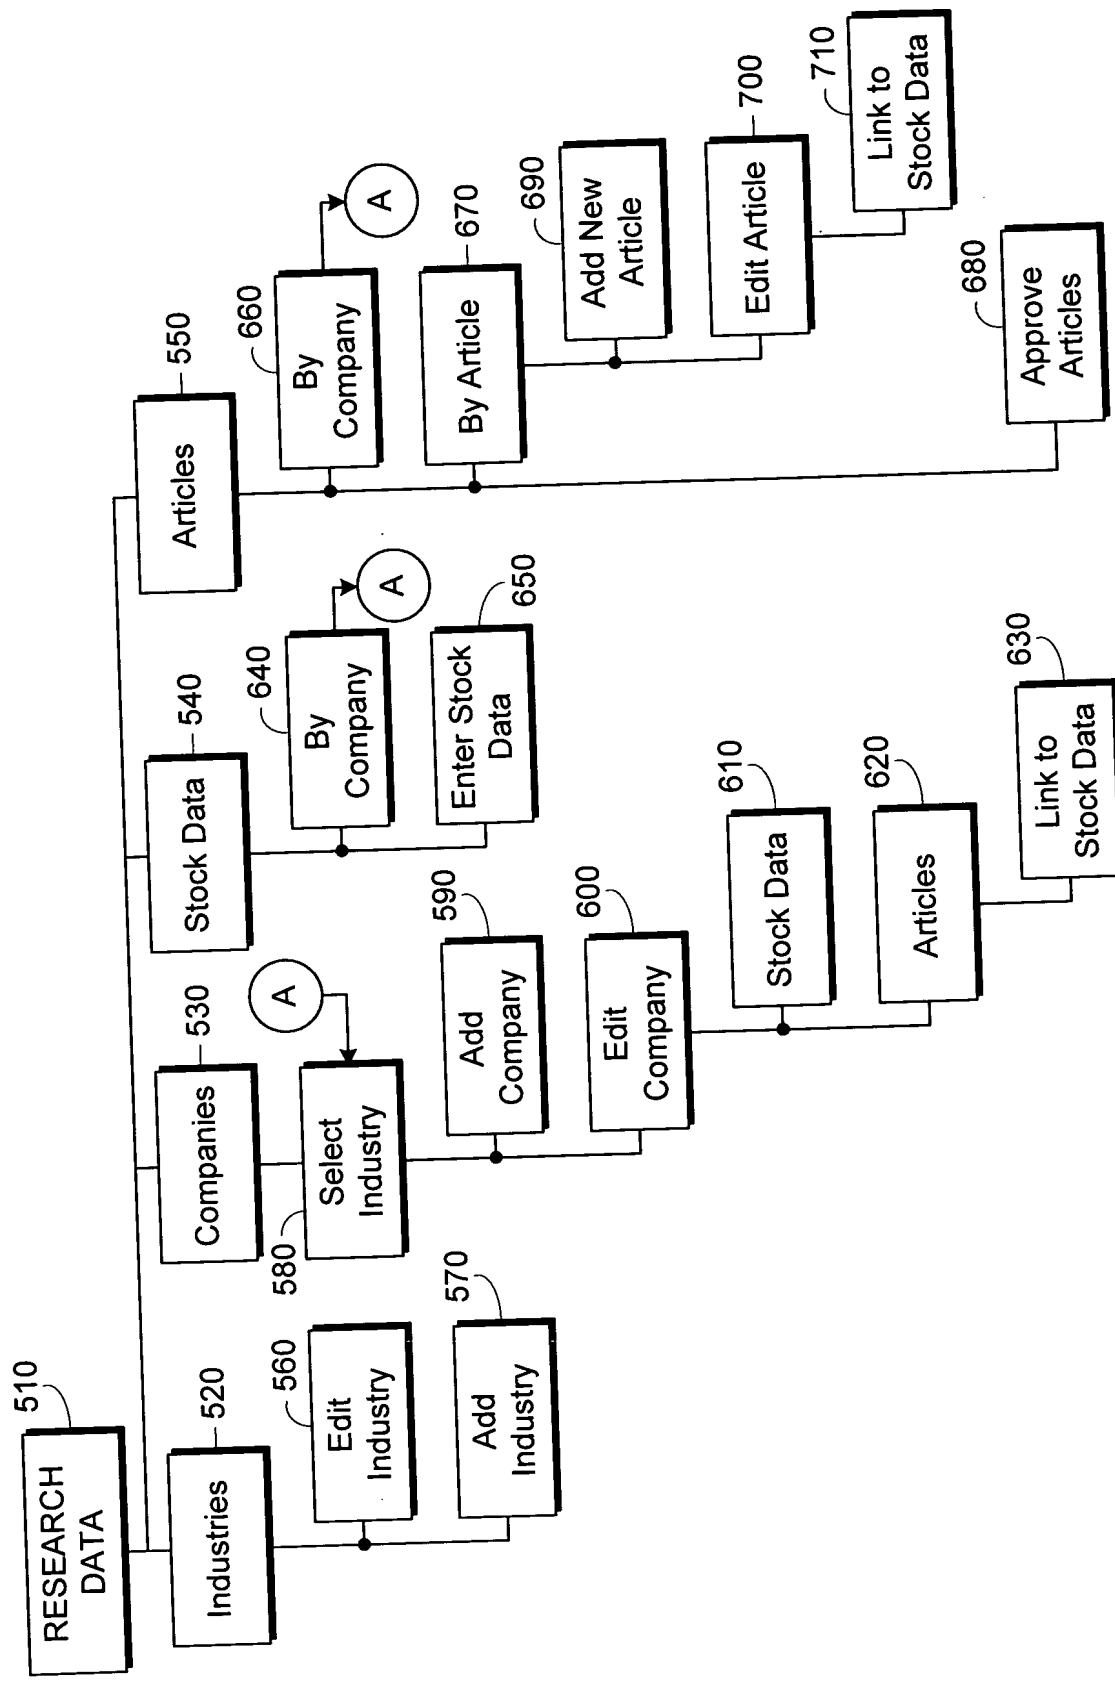 510
RESEARCH
DATA
520
Industries
560
Edit
Industry
570
Add
Industry
530
Companies
A
580
Select
Industry
590
Add
Company
600
Edit
Company
610
Stock Data
620
Articles
630
Link to
Stock Data
540
Stock Data
640
By
Company
A
650
Enter Stock
Data
550
Articles
660
By
Company
A
670
By Article
690
Add New
Article
700
Edit Article
710
Link to
Stock Data
680
Approve
Articles